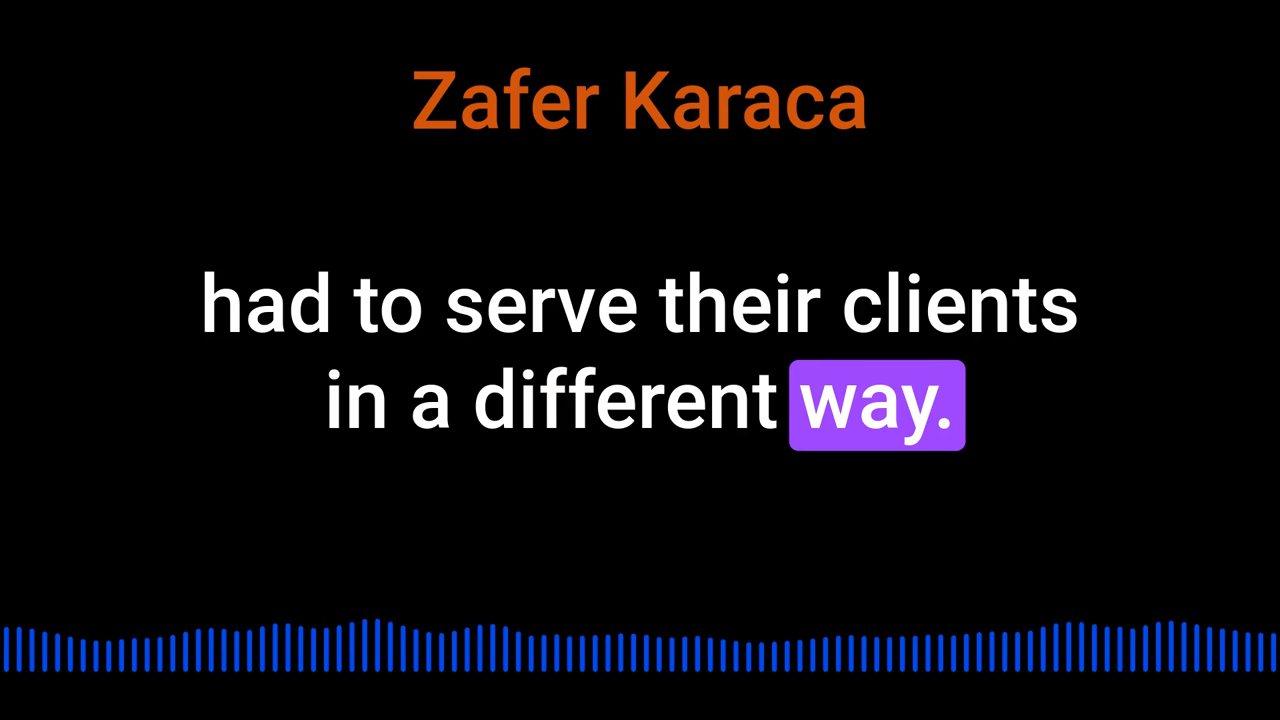 Zafer Karaca
had to serve their clients
in a different way.